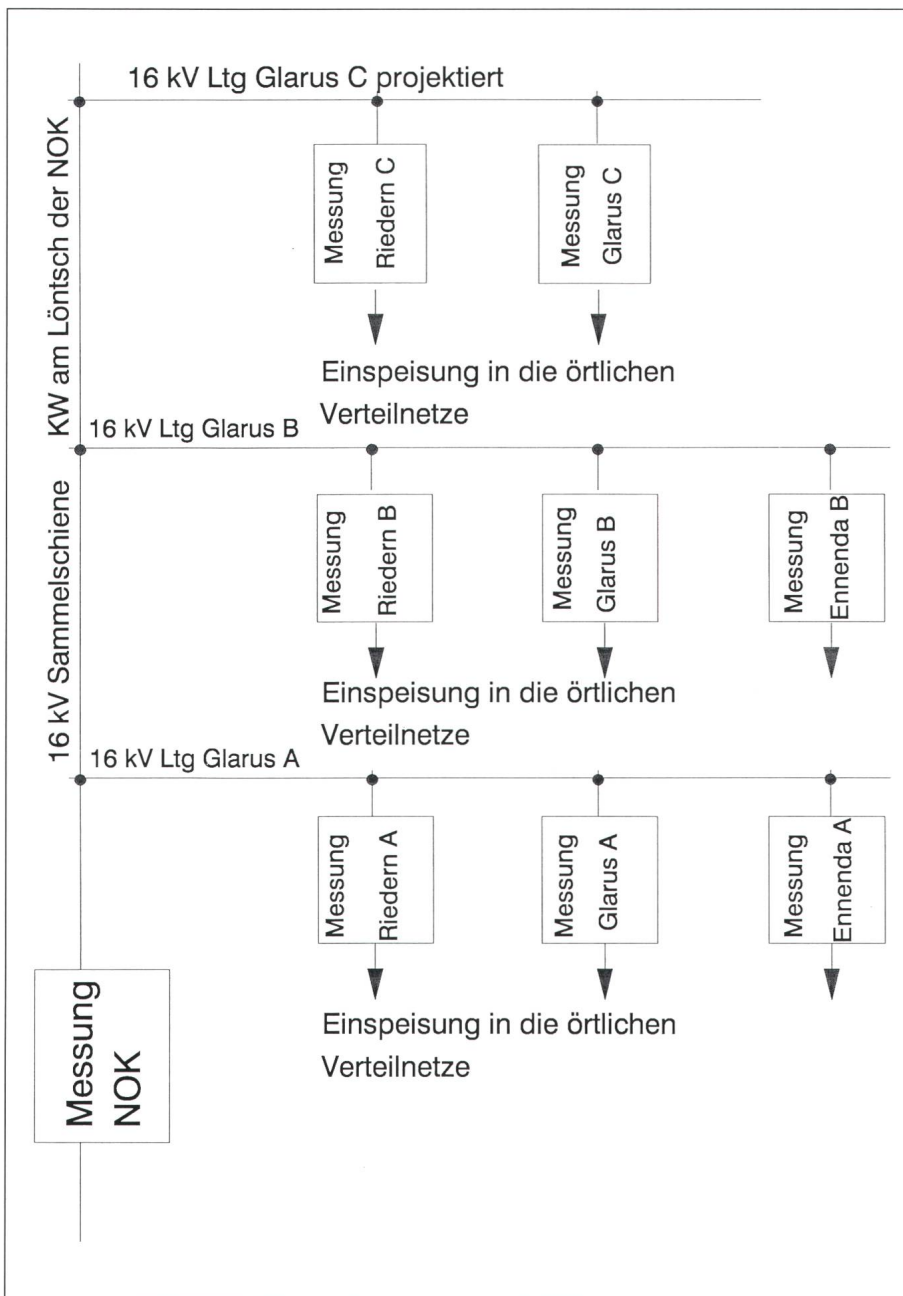 16 kV Ltg Glarus C projektiert
KW am Löntsch der NOK
Messung
Riedern C
Messung
Glarus C
Einspeisung in die örtlichen
Verteilnetze
16 kV Ltg Glarus B
16 kV Sammelschiene
Messung
Riedern B
Messung
Glarus B
Messung
Ennenda B
Einspeisung in die örtlichen
Verteilnetze
16 kV Ltg Glarus A
Messung
Riedern A
Messung
Glarus A
Messung
Ennenda A
Einspeisung in die örtlichen
Verteilnetze
Messung
NOK